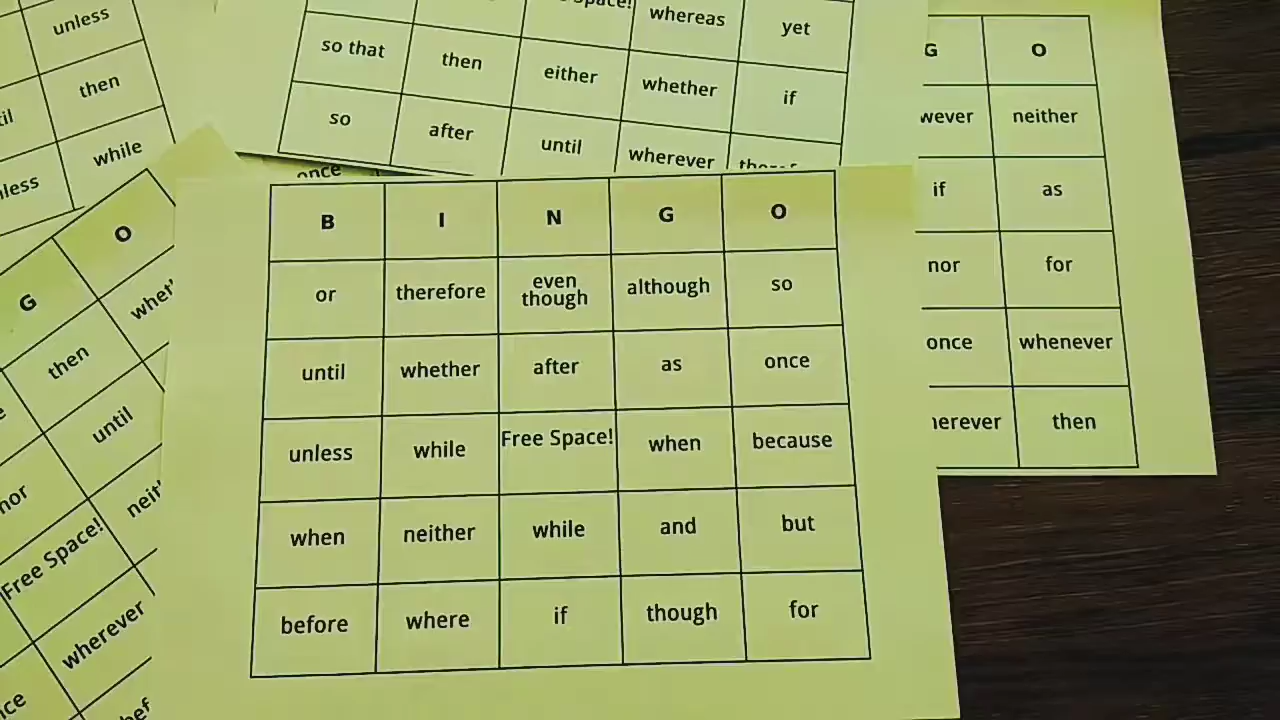 unless
then
while
whereas
yet
so that
then
either
whether
if
so
after
until
wherever
G
O
neither
if
as
nor
for
once
whenever
then
once
B I N G O
or therefore even though although so
until whether after as once
unless while Free Space! when because
when neither while and but
before where if though for
O
G
then
until
nor
Free Space!
wherever